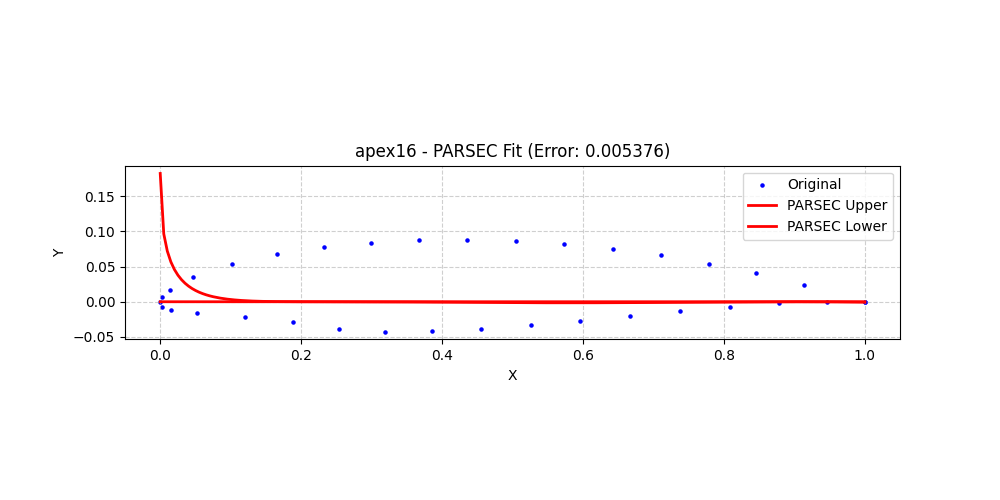 apex16 - PARSEC Fit (Error: 0.005376)
Original
PARSEC Upper
PARSEC Lower
Y
0.15
0.10
0.05
0.00
−0.05
0.0 0.2 0.4 0.6 0.8 1.0
X